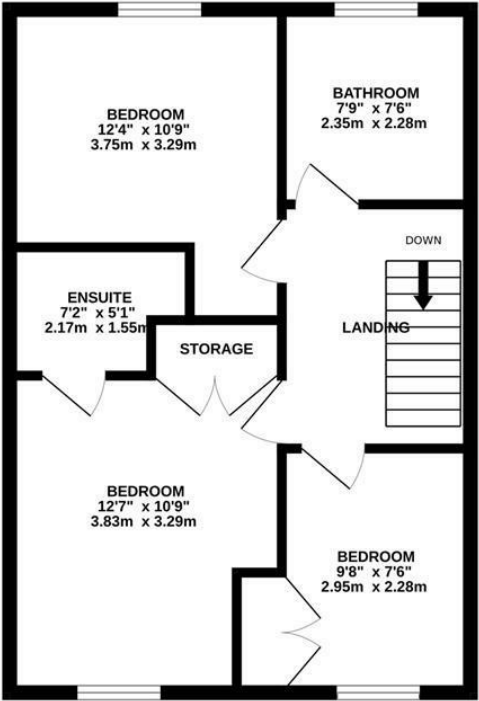 BEDROOM
12'4" x 10'9"
3.75m x 3.29m
BATHROOM
7'9" x 7'6"
2.35m x 2.28m
DOWN
ENSUITE
7'2" x 5'1"
2.17m x 1.55m
LANDING
STORAGE
BEDROOM
12'7" x 10'9"
3.83m x 3.29m
BEDROOM
9'8" x 7'6"
2.95m x 2.28m